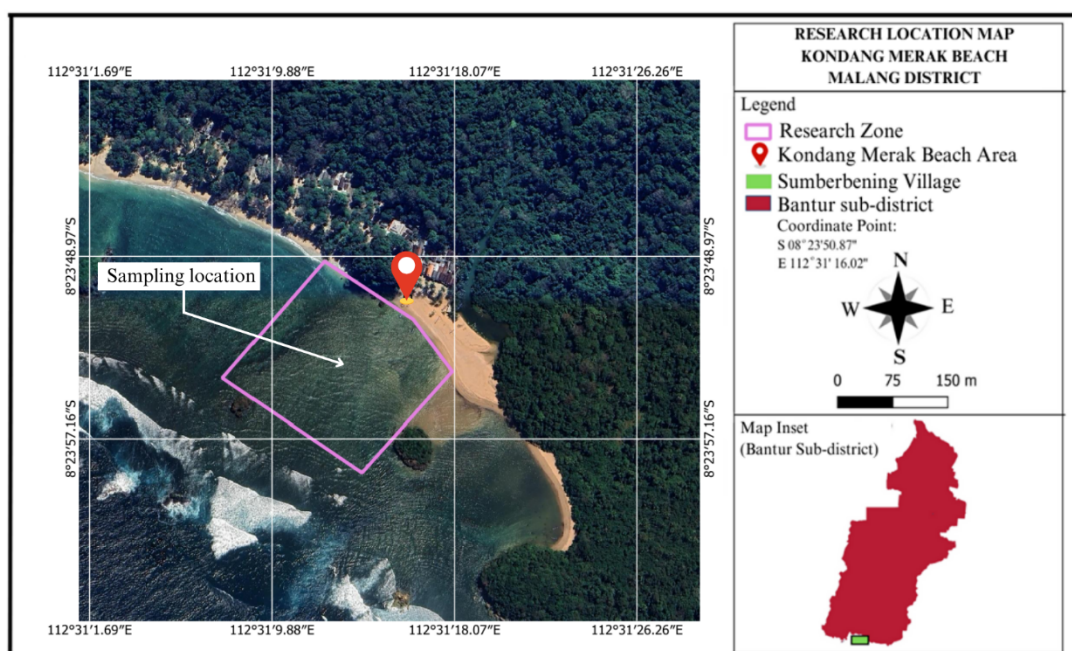 112°31′1.69″E
112°31′9.88″E
112°31′18.07″E
112°31′26.26″E
8°23′48.97″S
8°23′48.97″S
Sampling location
8°23′57.16″S
8°23′57.16″S
112°31′1.69″E
112°31′9.88″E
112°31′18.07″E
112°31′26.26″E
RESEARCH LOCATION MAP
KONDANG MERAK BEACH
MALANG DISTRICT
Legend
Research Zone
Kondang Merak Beach Area
Sumberbening Village
Bantur sub-district
Coordinate Point:
S 08°23'50.87"
E 112°31' 16.02"
N
W E
S
0 75 150 m
Map Inset
(Bantur Sub-district)